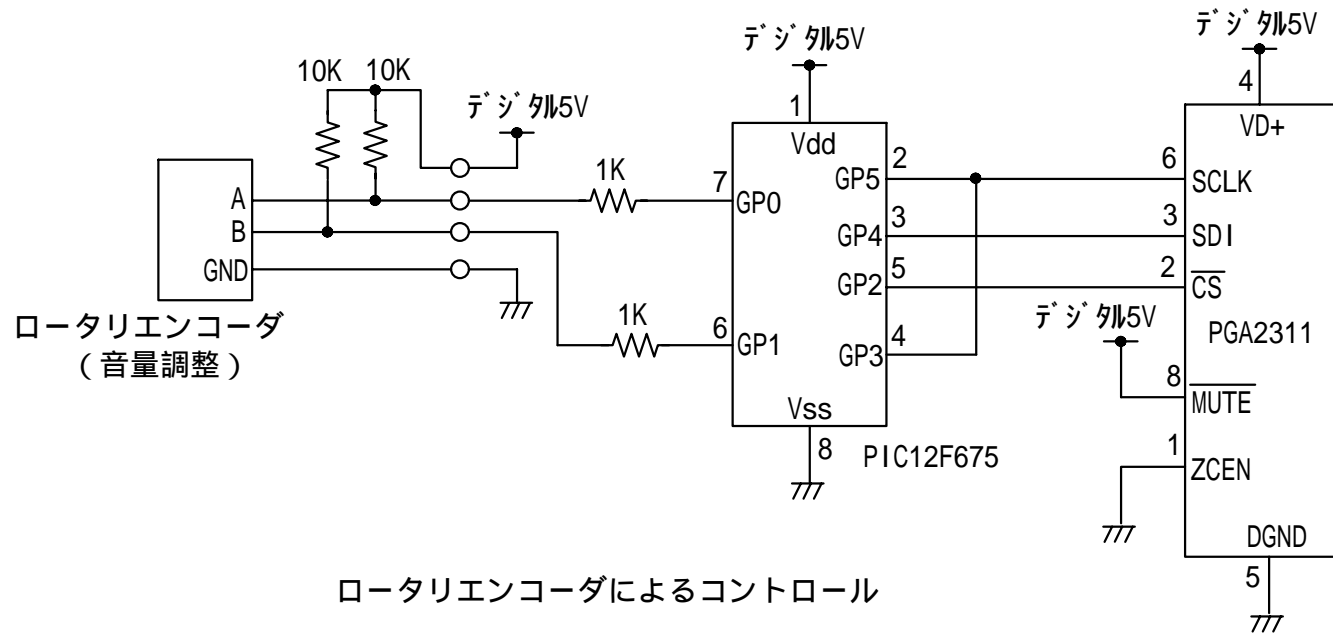 デジタル5V
デジタル5V
10K 10K
デジタル5V
4
1
VD+
Vdd
2
6
1K
7
GP5
SCLK
A
GP0
3
3
B
GP4
SDI
5
2
GND
GP2
CS
デジタル5V
ロータリエンコーダ
(音量調整)
1K
6
GP1
4
GP3
PGA2311
8
MUTE
Vss
1
8
PIC12F675
ZCEN
DGND
ロータリエンコーダによるコントロール
5